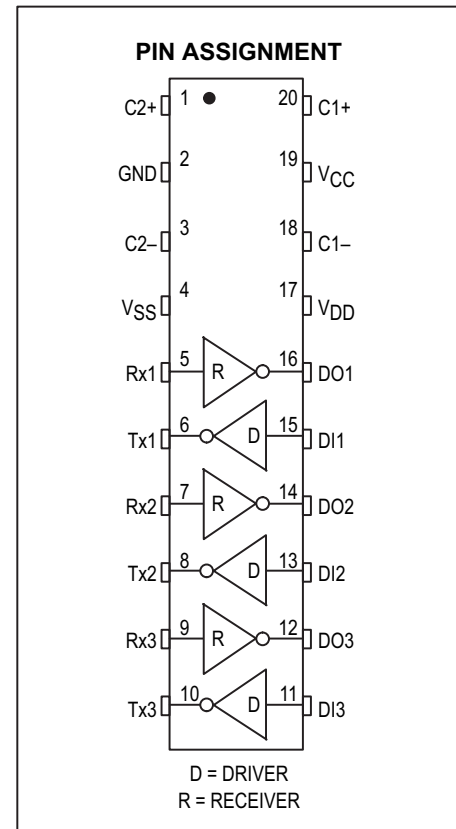 PIN ASSIGNMENT
C2+ 1 20 C1+
GND 2 19 VCC
C2– 3 18 C1–
VSS 4 17 VDD
Rx1 5 R 16 DO1
Tx1 6 D 15 DI1
Rx2 7 R 14 DO2
Tx2 8 D 13 DI2
Rx3 9 R 12 DO3
Tx3 10 D 11 DI3
D = DRIVER
R = RECEIVER